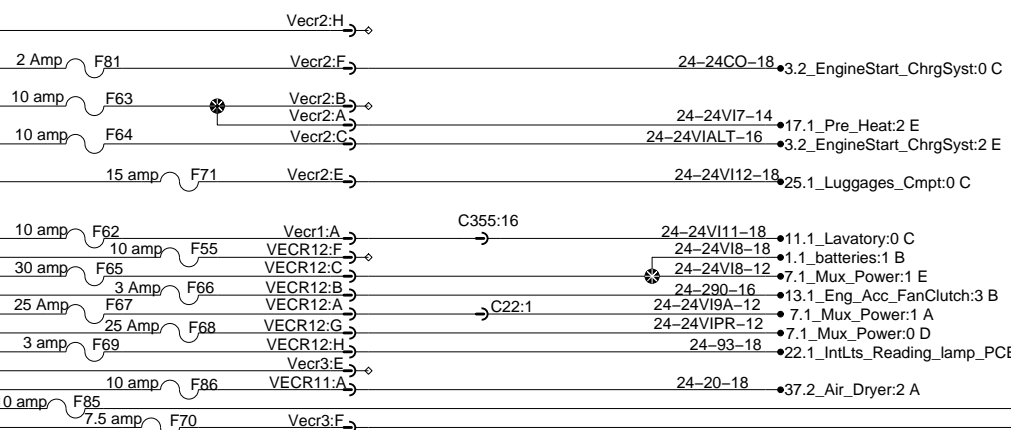 Vecr2:H
2 Amp F81 Vecr2:F 24–24CO–18 3.2_EngineStart_ChrgSyst:0 C
10 amp F63 Vecr2:B
Vecr2:A 24–24VI7–14 17.1_Pre_Heat:2 E
10 amp F64 Vecr2:C 24–24VIALT–16 3.2_EngineStart_ChrgSyst:2 E
15 amp F71 Vecr2:E 24–24VI12–18 25.1_Luggages_Cmpt:0 C
C355:16
10 amp F62 Vecr1:A 24–24VI11–18 11.1_Lavatory:0 C
10 amp F55 VECR12:F 24–24VI8–18 1.1_batteries:1 B
30 amp F65 VECR12:C 24–24VI8–12 7.1_Mux_Power:1 E
3 Amp F66 VECR12:B 24–290–16 13.1_Eng_Acc_FanClutch:3 B
25 Amp F67 VECR12:A C22:1 24–24VI9A–12 7.1_Mux_Power:1 A
25 Amp F68 VECR12:G 24–24VIPR–12 7.1_Mux_Power:0 D
3 amp F69 VECR12:H 24–93–18 22.1_IntLts_Reading_lamp_PCB
Vecr3:E
10 amp F86 VECR11:A 24–20–18 37.2_Air_Dryer:2 A
0 amp F85
7.5 amp F70 Vecr3:F